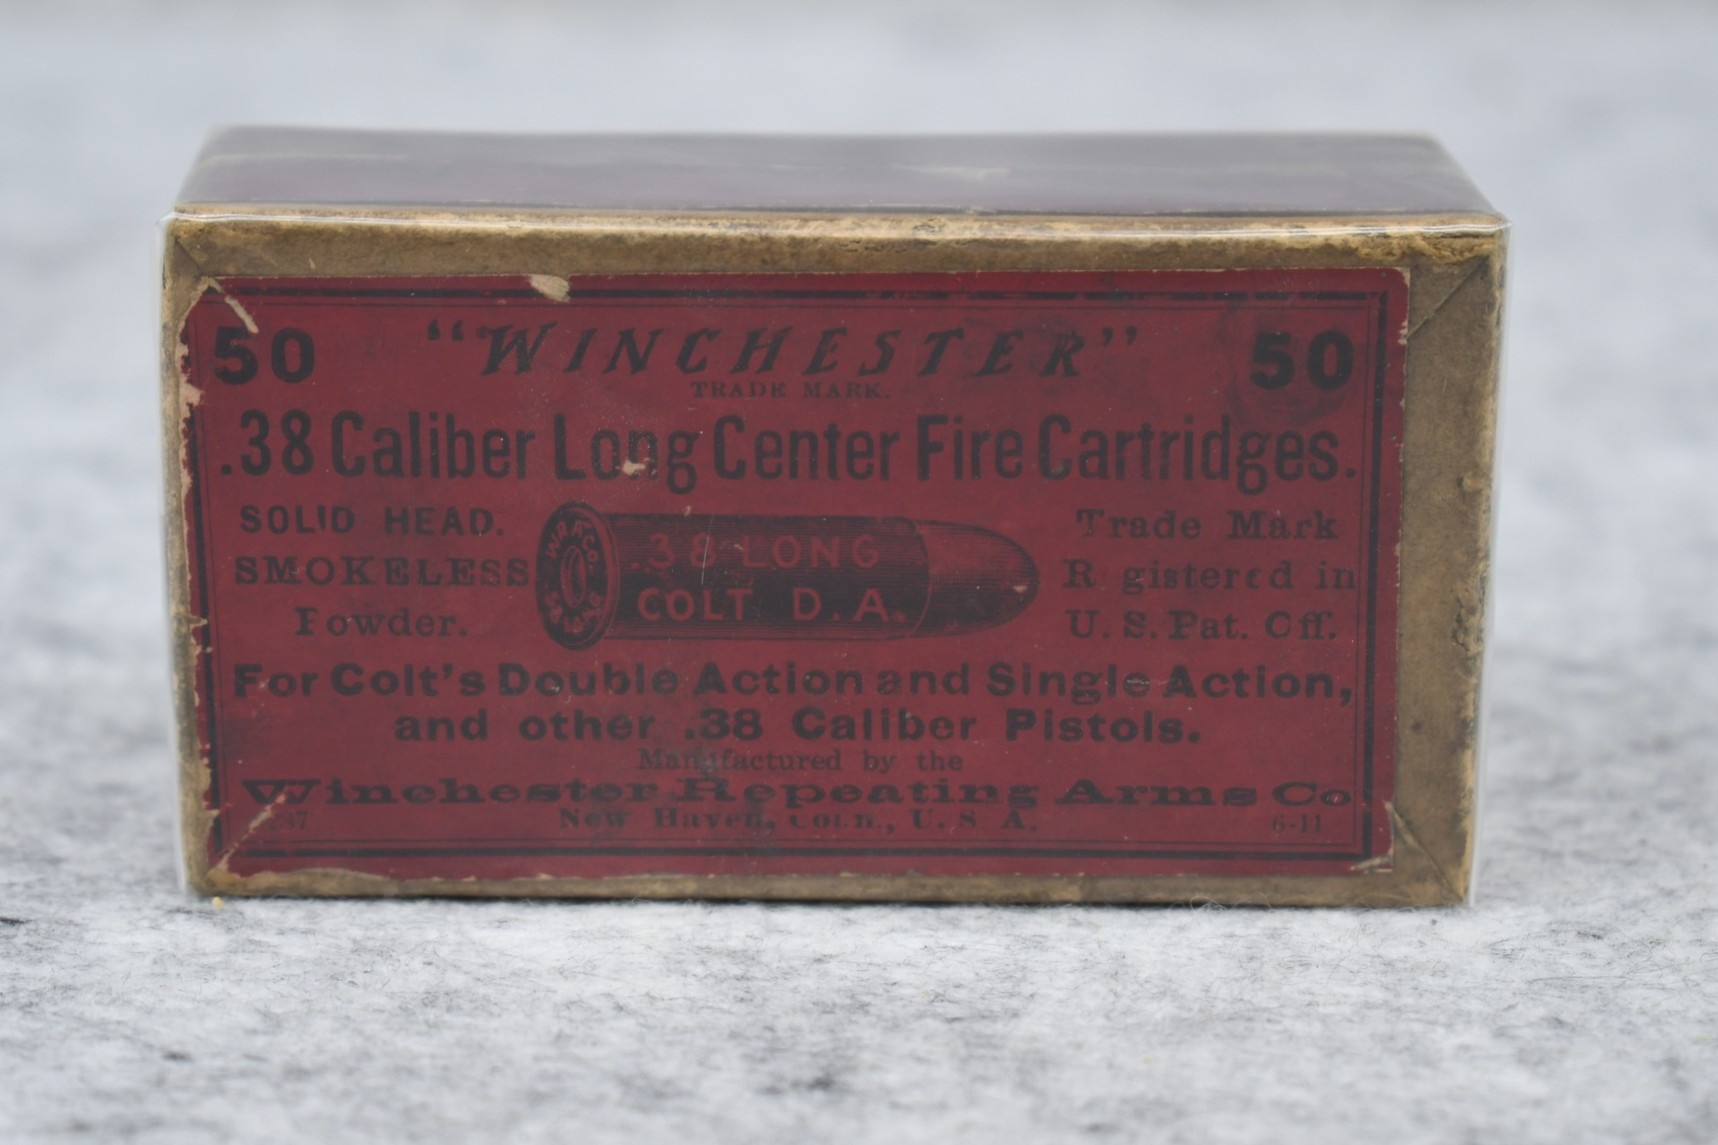 50 "WINCHESTER" 50
TRADE MARK.
.38 Caliber Long Center Fire Cartridges.
SOLID HEAD.
SMOKELESS
Powder.
W.R.A.Co.
.38 LONG
COLT D.A.
Trade Mark
Registered in
U.S. Pat. Off.
For Colt's Double Action and Single Action,
and other .38 Caliber Pistols.
Manufactured by the
Winchester Repeating Arms Co
New Haven, Conn., U.S.A.
6-11